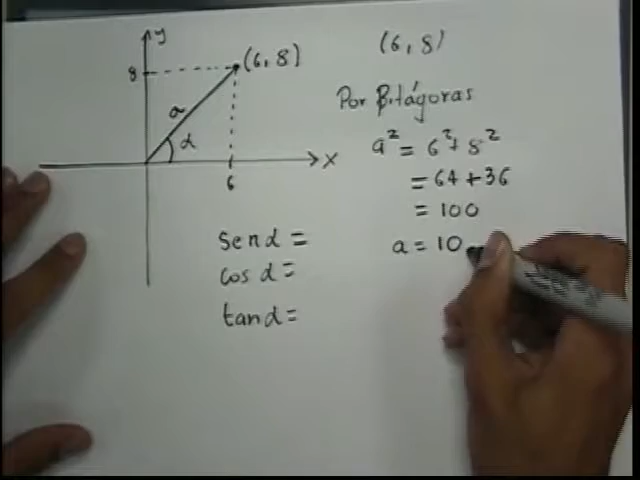 y
8
(6,8)
a
α
x
6
(6,8)
Por Pitágoras
a² = 6² + 8²
= 64 + 36
= 100
a = 10
sen α =
cos α =
tan α =